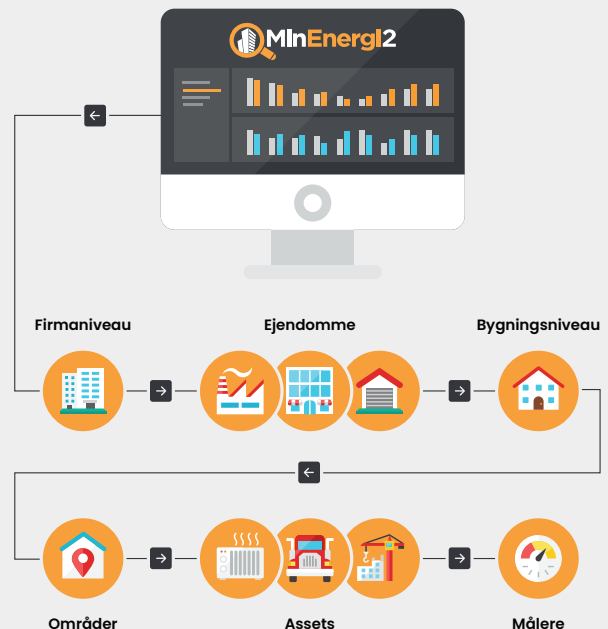 MinEnergi2
Firmaniveau
Ejendomme
Bygningsniveau
Områder
Assets
Målere